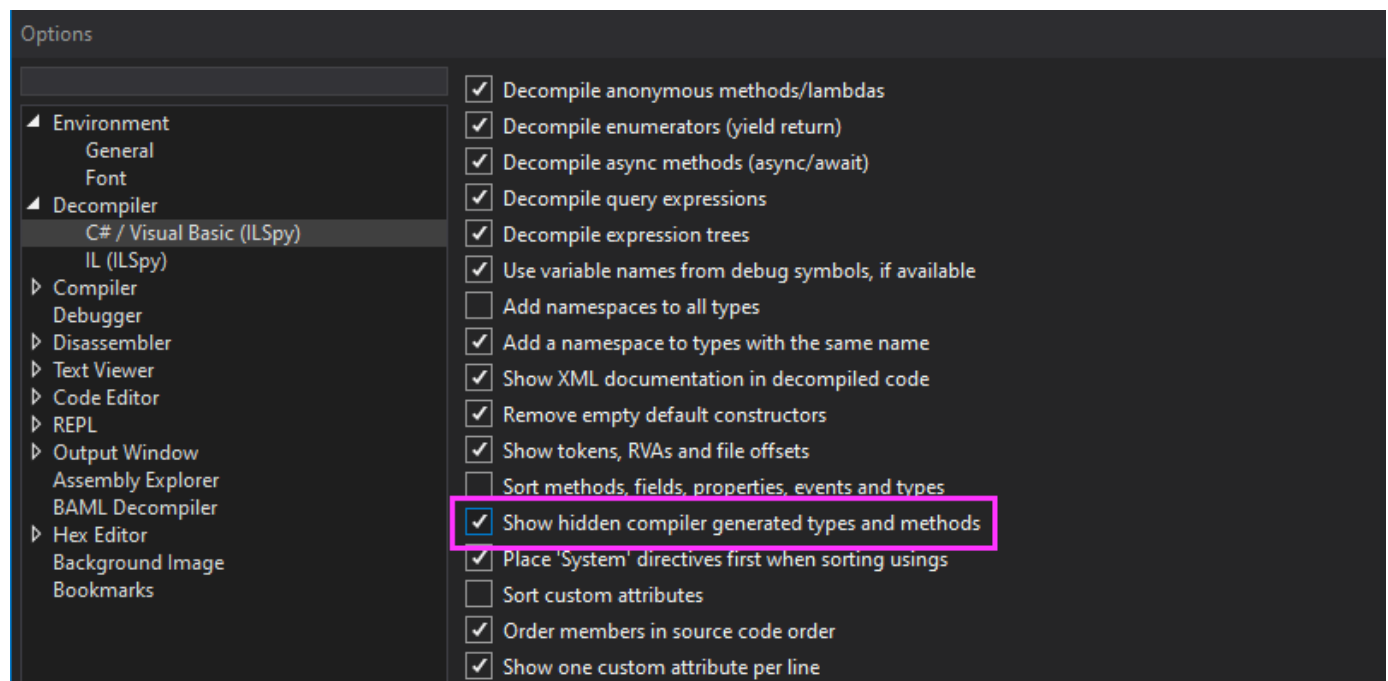 Options
Environment
General
Font
Decompiler
C# / Visual Basic (ILSpy)
IL (ILSpy)
Compiler
Debugger
Disassembler
Text Viewer
Code Editor
REPL
Output Window
Assembly Explorer
BAML Decompiler
Hex Editor
Background Image
Bookmarks
Decompile anonymous methods/lambdas
Decompile enumerators (yield return)
Decompile async methods (async/await)
Decompile query expressions
Decompile expression trees
Use variable names from debug symbols, if available
Add namespaces to all types
Add a namespace to types with the same name
Show XML documentation in decompiled code
Remove empty default constructors
Show tokens, RVAs and file offsets
Sort methods, fields, properties, events and types
Show hidden compiler generated types and methods
Place 'System' directives first when sorting usings
Sort custom attributes
Order members in source code order
Show one custom attribute per line